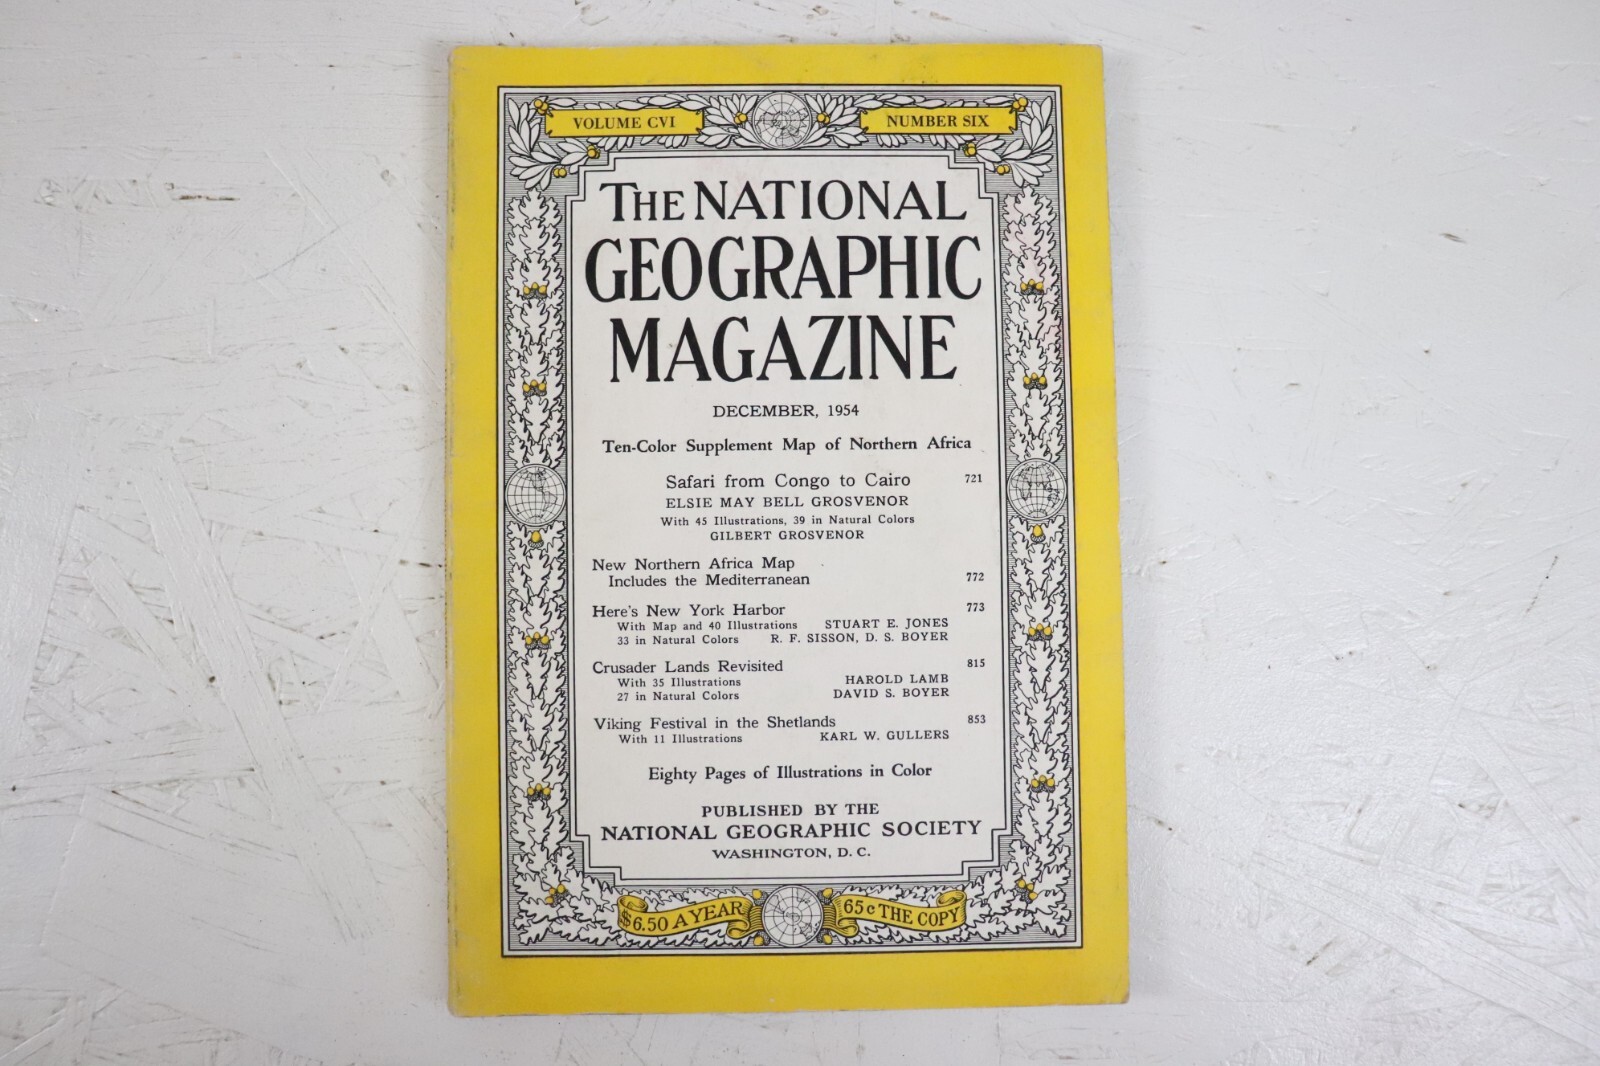 VOLUME CVI
NUMBER SIX
THE NATIONAL
GEOGRAPHIC
MAGAZINE
DECEMBER, 1954
Ten-Color Supplement Map of Northern Africa
Safari from Congo to Cairo 721
ELSIE MAY BELL GROSVENOR
With 45 Illustrations, 39 in Natural Colors
GILBERT GROSVENOR
New Northern Africa Map
Includes the Mediterranean 772
Here's New York Harbor 773
With Map and 40 Illustrations STUART E. JONES
33 in Natural Colors R. F. SISSON, D. S. BOYER
Crusader Lands Revisited 815
With 35 Illustrations HAROLD LAMB
27 in Natural Colors DAVID S. BOYER
Viking Festival in the Shetlands 853
With 11 Illustrations KARL W. GULLERS
Eighty Pages of Illustrations in Color
PUBLISHED BY THE
NATIONAL GEOGRAPHIC SOCIETY
WASHINGTON, D. C.
$6.50 A YEAR
65c THE COPY